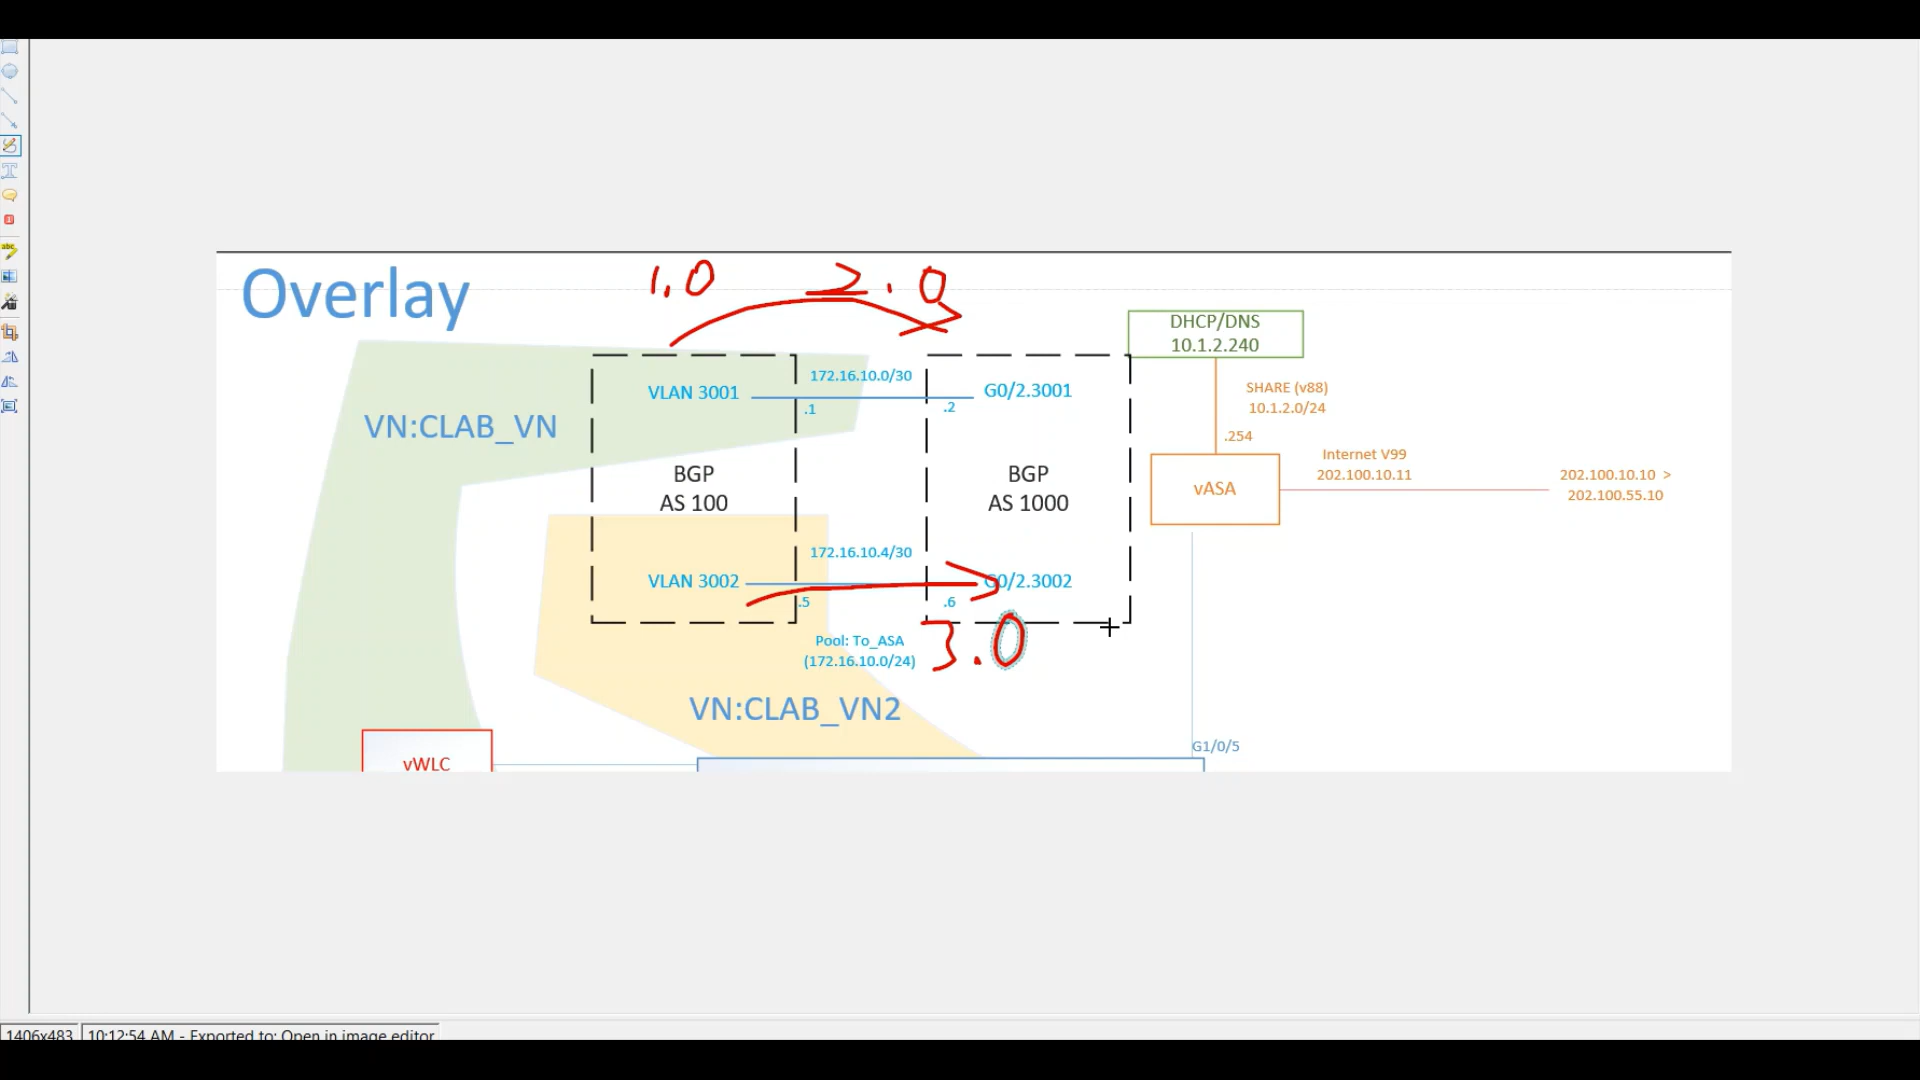 Overlay
1.0
2.0
DHCP/DNS
10.1.2.240
VLAN 3001
172.16.10.0/30
.1
.2
G0/2.3001
SHARE (v88)
10.1.2.0/24
.254
VN:CLAB_VN
BGP
AS 100
BGP
AS 1000
vASA
Internet V99
202.100.10.11
202.100.10.10 >
202.100.55.10
172.16.10.4/30
VLAN 3002
.5
.6
G0/2.3002
3.0
Pool: To_ASA
(172.16.10.0/24)
VN:CLAB_VN2
G1/0/5
vWLC
1406x483
10:12:54 AM - Exported to: Open in image editor